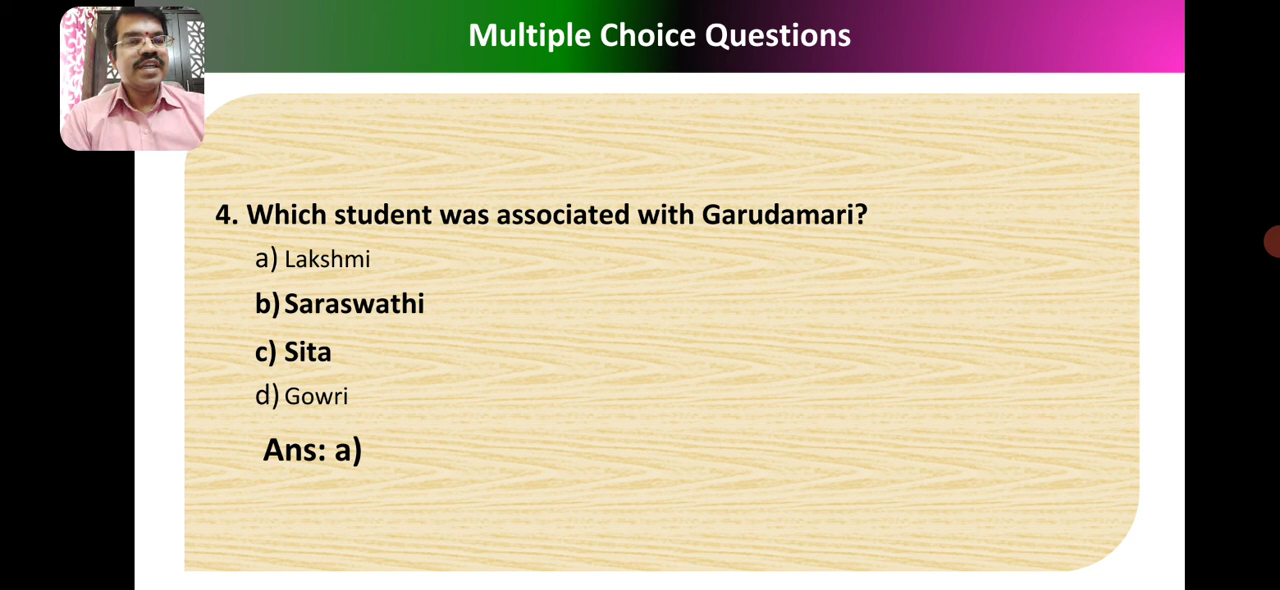 Multiple Choice Questions
4. Which student was associated with Garudamari?
a) Lakshmi
b) Saraswathi
c) Sita
d) Gowri
Ans: a)